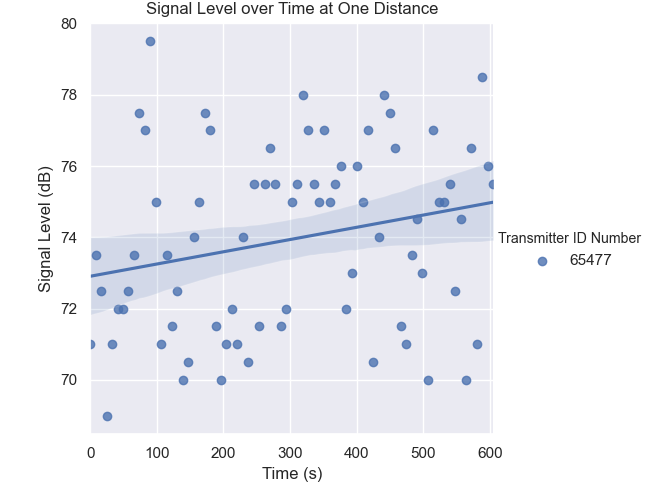 Signal Level over Time at One Distance
80
78
76
74
72
70
Signal Level (dB)
0 100 200 300 400 500 600
Time (s)
Transmitter ID Number
65477